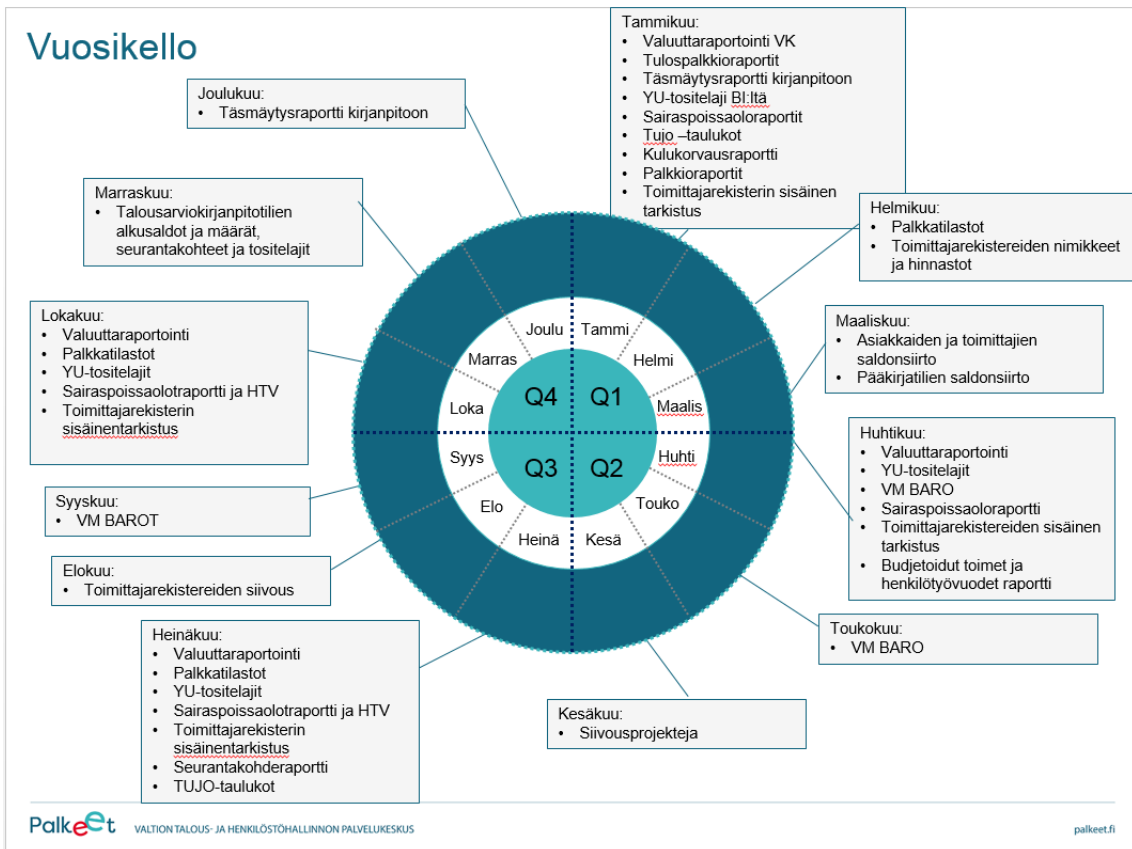 Vuosikello
Tammikuu:
• Valuuttaraportointi VK
• Tulospalkkioraportit
• Täsmäytysraportti kirjanpitoon
• YU-tositelaji BI:ltä
• Sairaspoissaoloraportit
• Tujo –taulukot
• Kulukorvausraportti
• Palkkioraportit
• Toimittajarekisterin sisäinen
tarkistus
Helmikuu:
• Palkkatilastot
• Toimittajarekistereiden nimikkeet
ja hinnastot
Maaliskuu:
• Asiakkaiden ja toimittajien
saldonsiirto
• Pääkirjatilien saldonsiirto
Huhtikuu:
• Valuuttaraportointi
• YU-tositelajit
• VM BARO
• Sairaspoissaoloraportti
• Toimittajarekistereiden sisäinen
tarkistus
• Budjetoidut toimet ja
henkilötyövuodet raportti
Toukokuu:
• VM BARO
Kesäkuu:
• Siivousprojekteja
Heinäkuu:
• Valuuttaraportointi
• Palkkatilastot
• YU-tositelajit
• Sairaspoissaolotraportti ja HTV
• Toimittajarekisterin
sisäinentarkistus
• Seurantakohderaportti
• TUJO-taulukot
Elokuu:
• Toimittajarekistereiden siivous
Syyskuu:
• VM BAROT
Lokakuu:
• Valuuttaraportointi
• Palkkatilastot
• YU-tositelajit
• Sairaspoissaolotraportti ja HTV
• Toimittajarekisterin
sisäinentarkistus
Marraskuu:
• Talousarviokirjanpitotilien
alkusaldot ja määrät,
seurantakohteet ja tositelajit
Joulukuu:
• Täsmäytysraportti kirjanpitoon
Joulu
Tammi
Marras
Helmi
Loka
Maalis
Syys
Huhti
Elo
Touko
Heinä
Kesä
Q4
Q1
Q3
Q2
Palkeet
VALTION TALOUS- JA HENKILÖSTÖHALLINNON PALVELUKESKUS
palkeet.fi